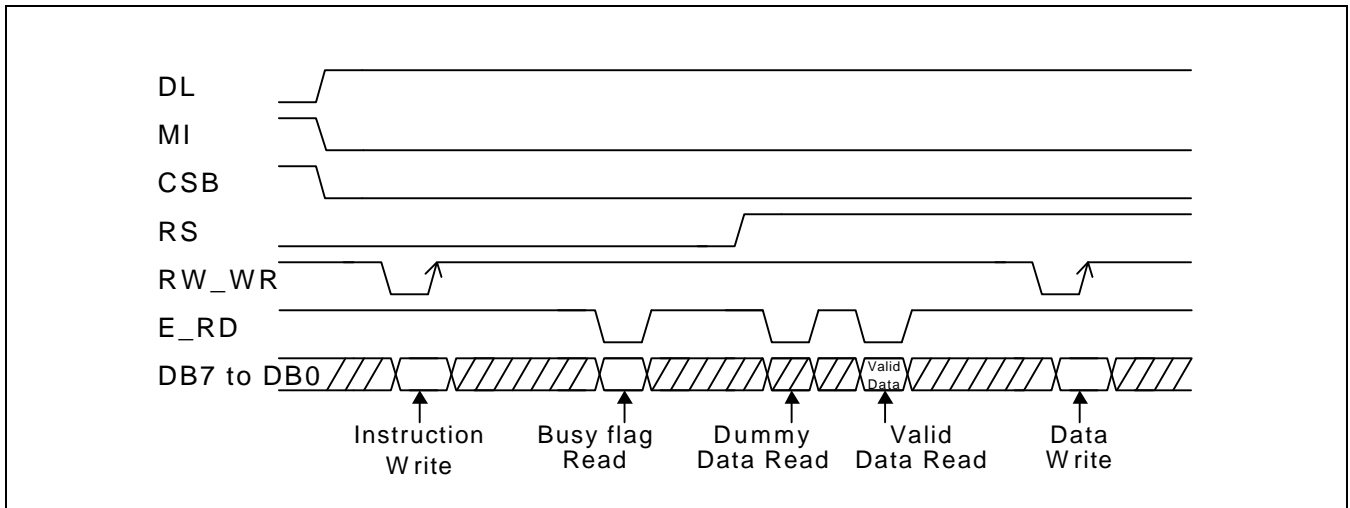 DL
MI
CSB
RS
RW_WR
E_RD
DB7 to DB0
Valid
Data
Instruction Busy flag Dummy Valid Data
Write Read Data Read Data Read Write